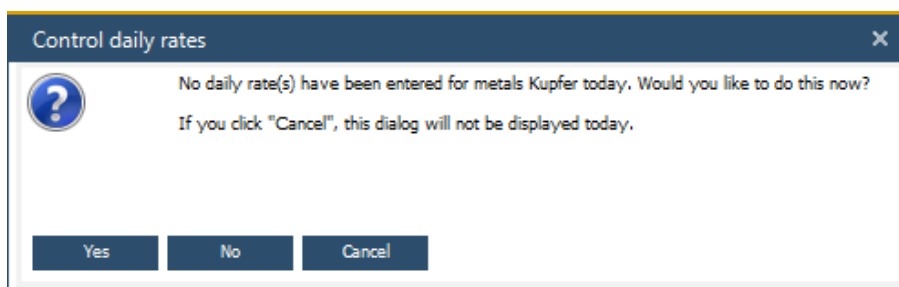 Control daily rates
No daily rate(s) have been entered for metals Kupfer today. Would you like to do this now?
If you click "Cancel", this dialog will not be displayed today.
Yes No Cancel